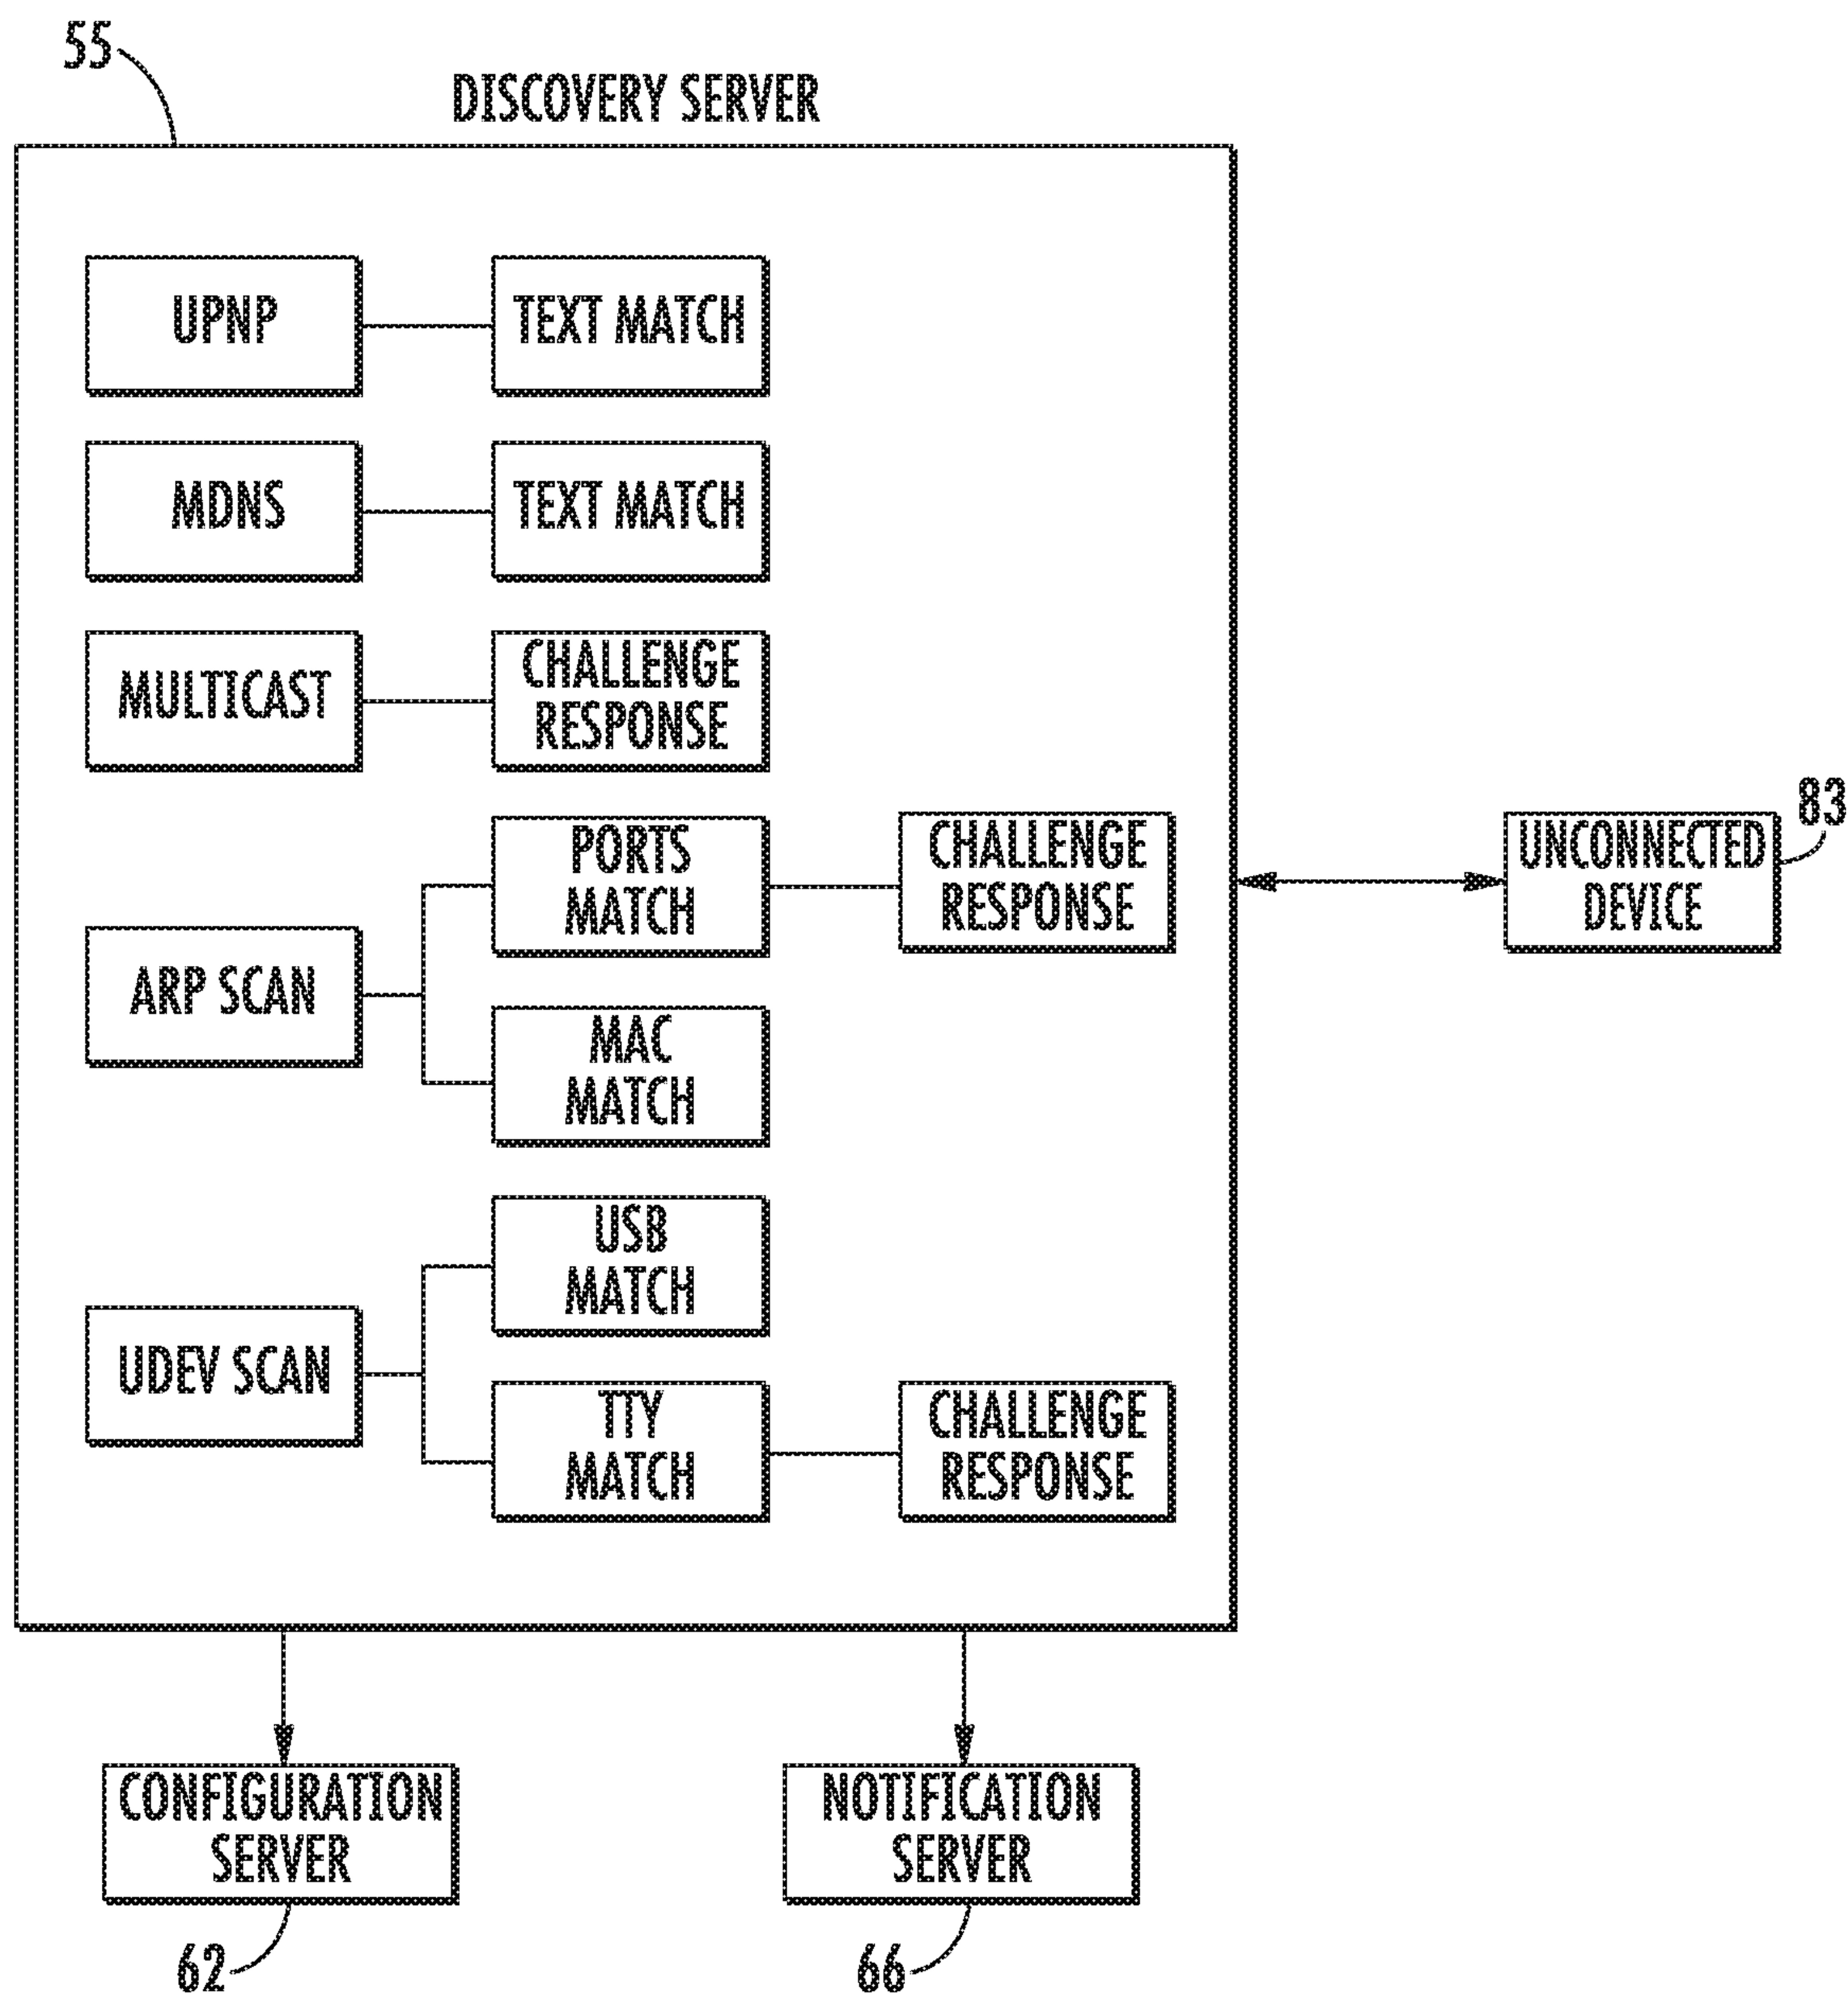 55
DISCOVERY SERVER
UPNP
TEXT MATCH
MDNS
TEXT MATCH
MULTICAST
CHALLENGE
RESPONSE
ARP SCAN
PORTS
MATCH
CHALLENGE
RESPONSE
MAC
MATCH
UDEV SCAN
USB
MATCH
TTY
MATCH
CHALLENGE
RESPONSE
83
UNCONNECTED
DEVICE
CONFIGURATION
SERVER
62
NOTIFICATION
SERVER
66